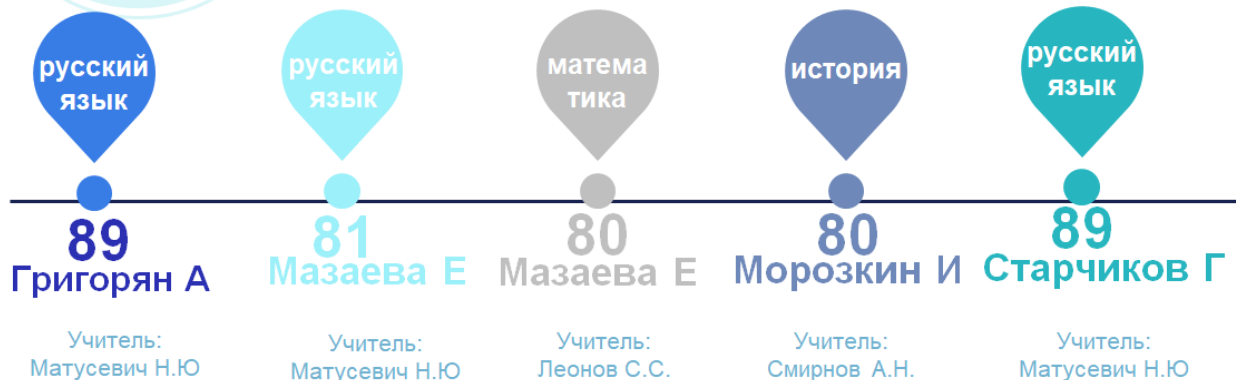 русский
язык
русский
язык
матема
тика
история
русский
язык
89
81
80
80
89
Григорян А
Мазаева Е
Мазаева Е
Морозкин И
Старчиков Г
Учитель:
Матусевич Н.Ю
Учитель:
Матусевич Н.Ю
Учитель:
Леонов С.С.
Учитель:
Смирнов А.Н.
Учитель:
Матусевич Н.Ю